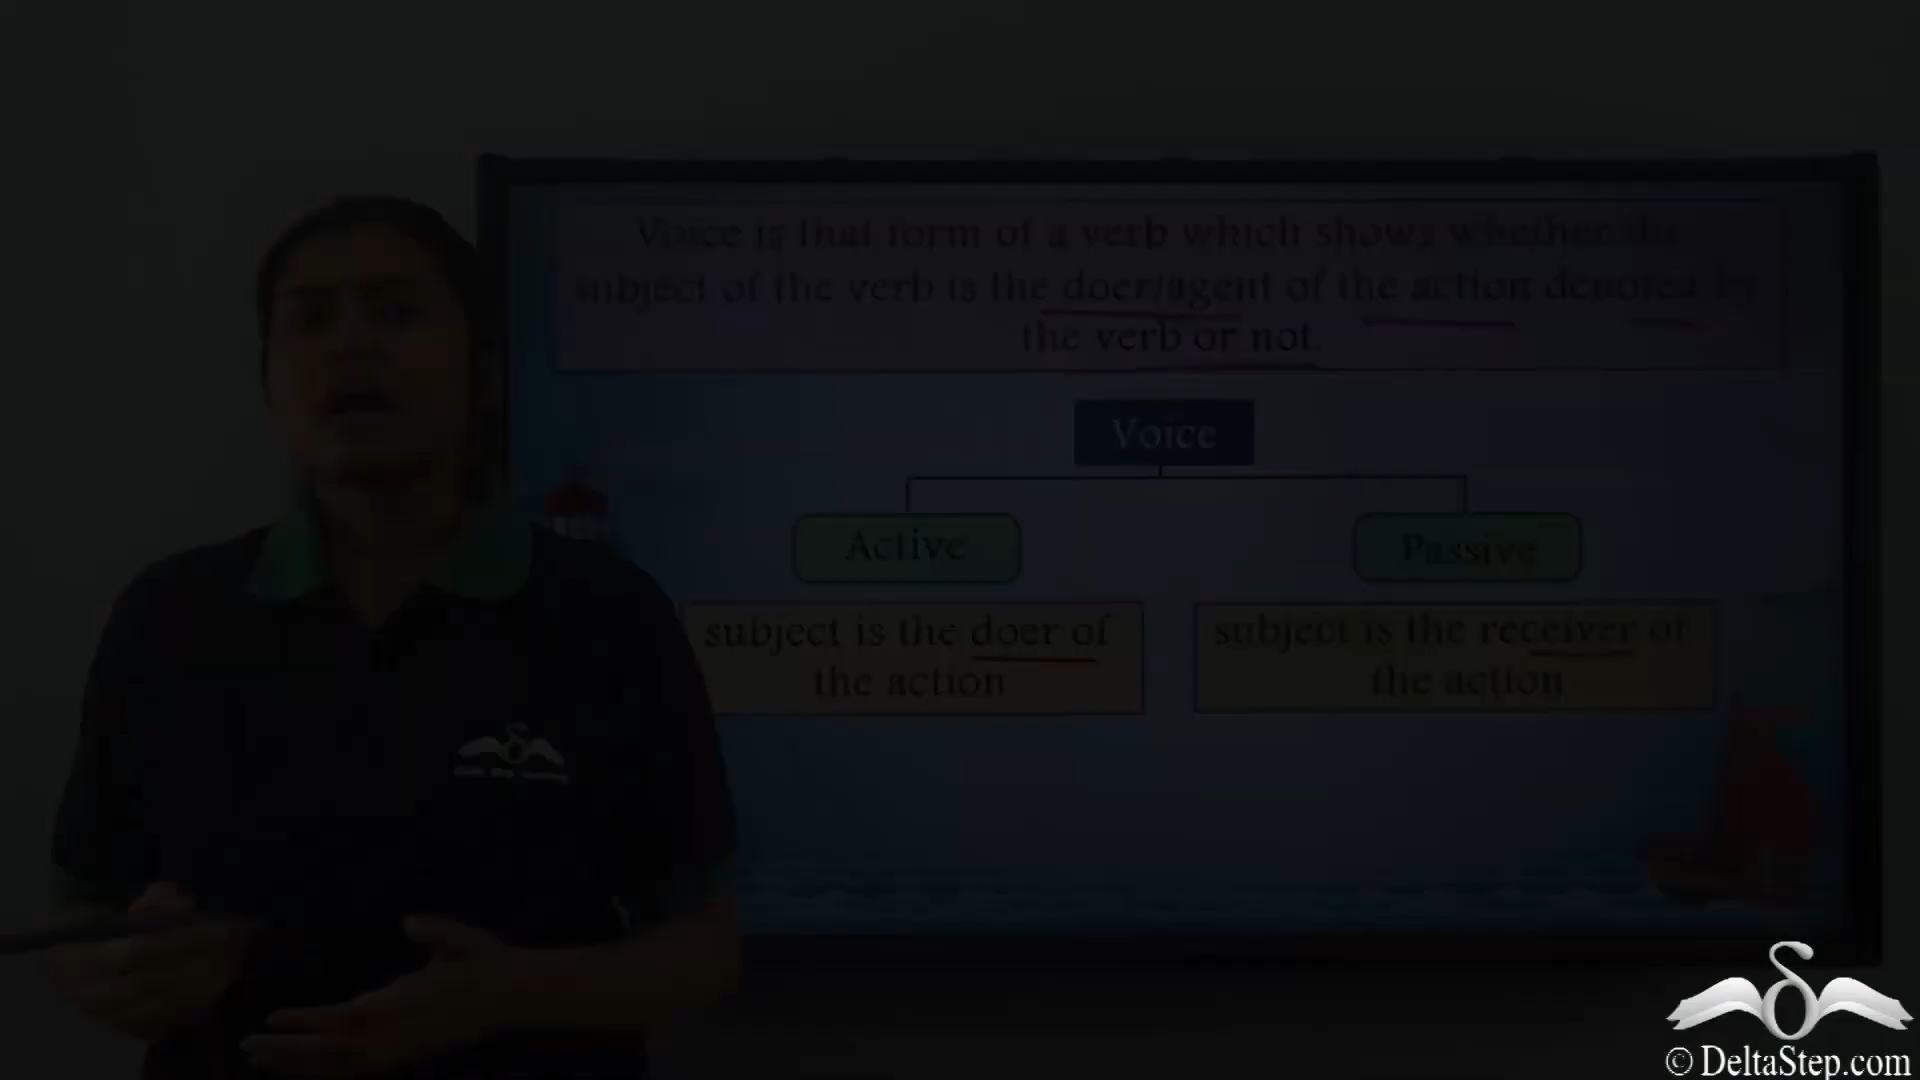 Voice is that form of a verb which shows whether the
subject of the verb is the doer/agent of the action denoted by
the verb or not.
Voice
Active
Passive
subject is the doer of
the action
subject is the receiver of
the action
© DeltaStep.com